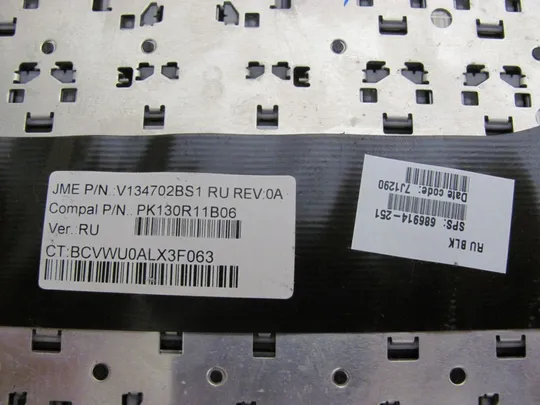 JME P/N.:V134702BS1 RU REV:0A
Compal P/N.. PK130R11B06
Ver..RU
CT:BCVWU0ALX3F063
RU BLK
SPS: 686914-251
Date code: 7J1290